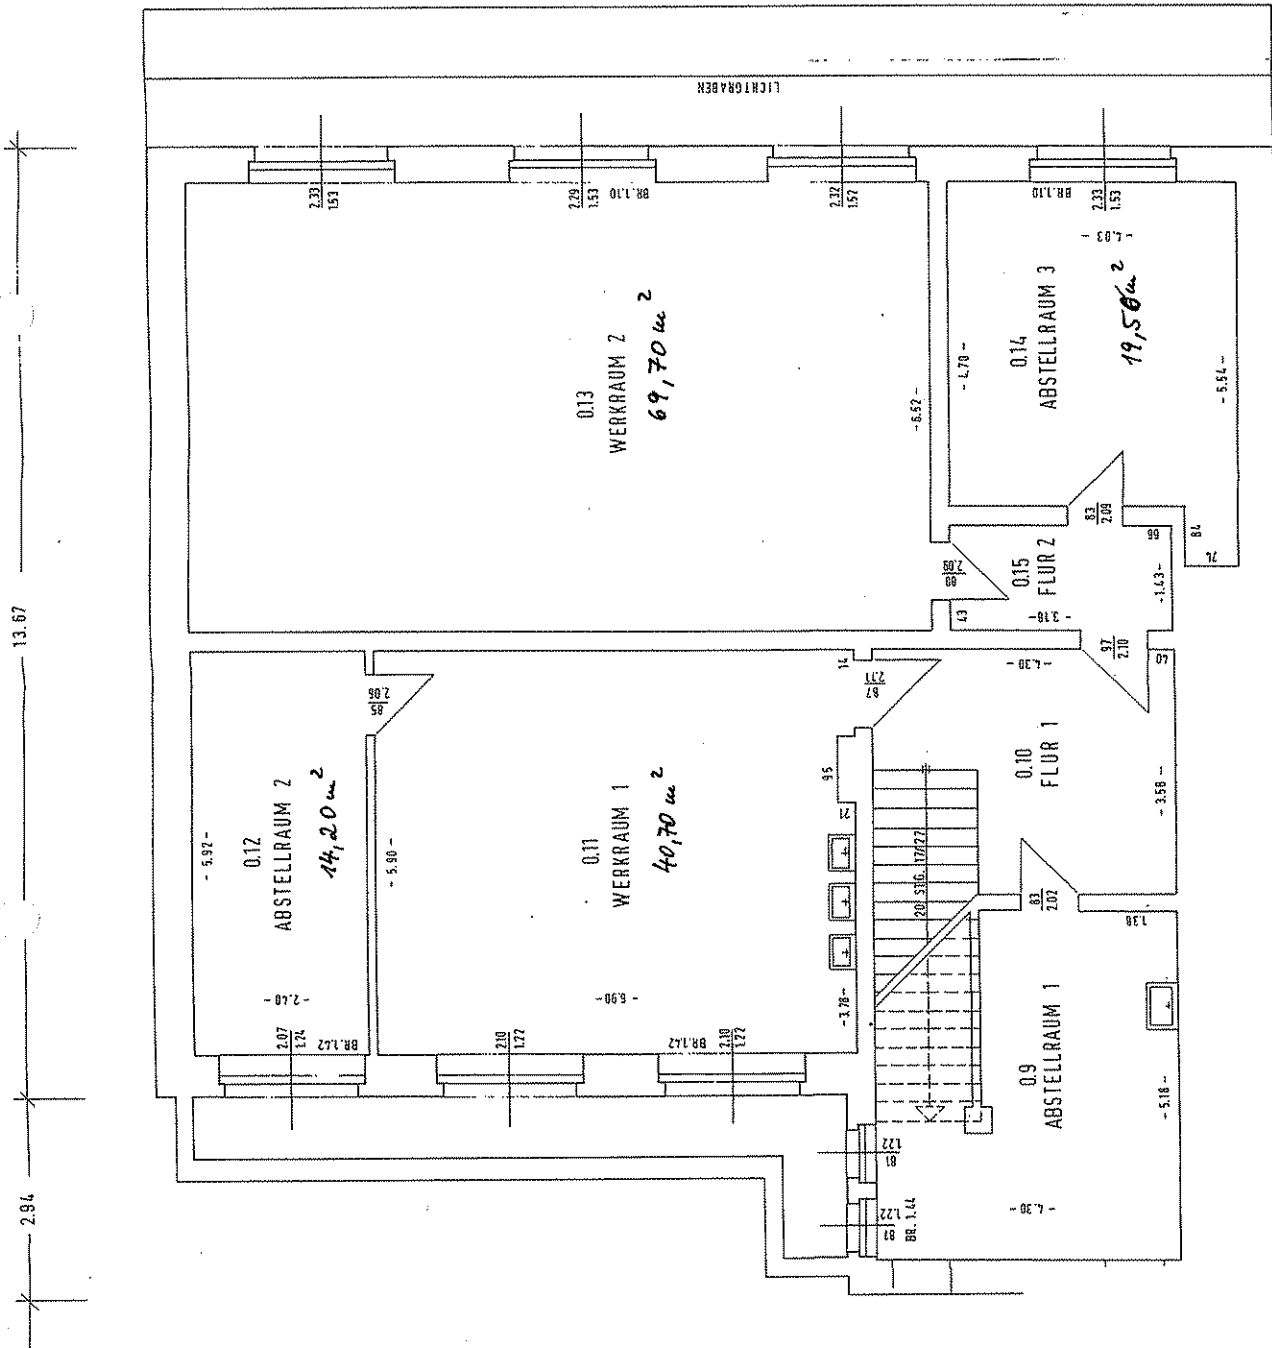 LICHTGRABEN
13.67
2.94
2.33
1.53
2.29
1.53
BR.1.10
2.32
1.52
2.33
1.53
BR.1.10
0.13
WERKRAUM 2
69,70 m²
- 6.52 -
0.14
ABSTELLRAUM 3
19,50 m²
- 4.03 -
- 4.70 -
- 5.54 -
83
2.09
66
84
74
80
2.09
43
0.15
FLUR 2
- 3.16 -
- 1.43 -
97
2.10
40
0.12
ABSTELLRAUM 2
14,20 m²
- 5.92 -
- 2.40 -
85
2.06
2.07
1.24
BR.1.42
0.11
WERKRAUM 1
40,70 m²
- 5.90 -
- 6.90 -
- 3.78 -
14
95
21
87
2.11
2.10
1.22
BR.1.42
2.10
1.22
0.10
FLUR 1
- 4.30 -
- 3.58 -
20 STG. 17/27
83
2.02
1.38
0.9
ABSTELLRAUM 1
- 5.18 -
- 4.30 -
81
1.22
81
1.22
BR. 1.44